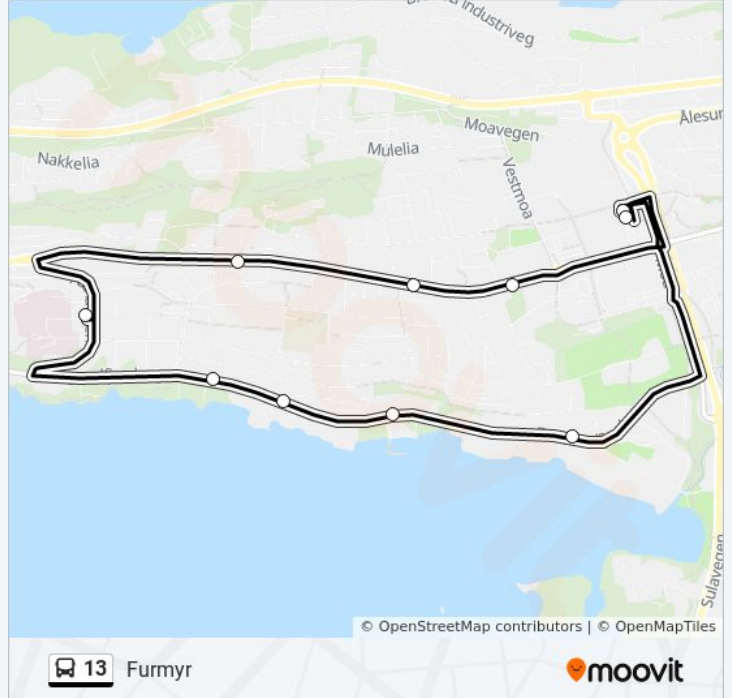 industriveg
Ålesun
Moavegen
Mulelia
Nakkelia
Vestmoa
Sulavegen
© OpenStreetMap contributors | © OpenMapTiles
13 Furmyr
moovit